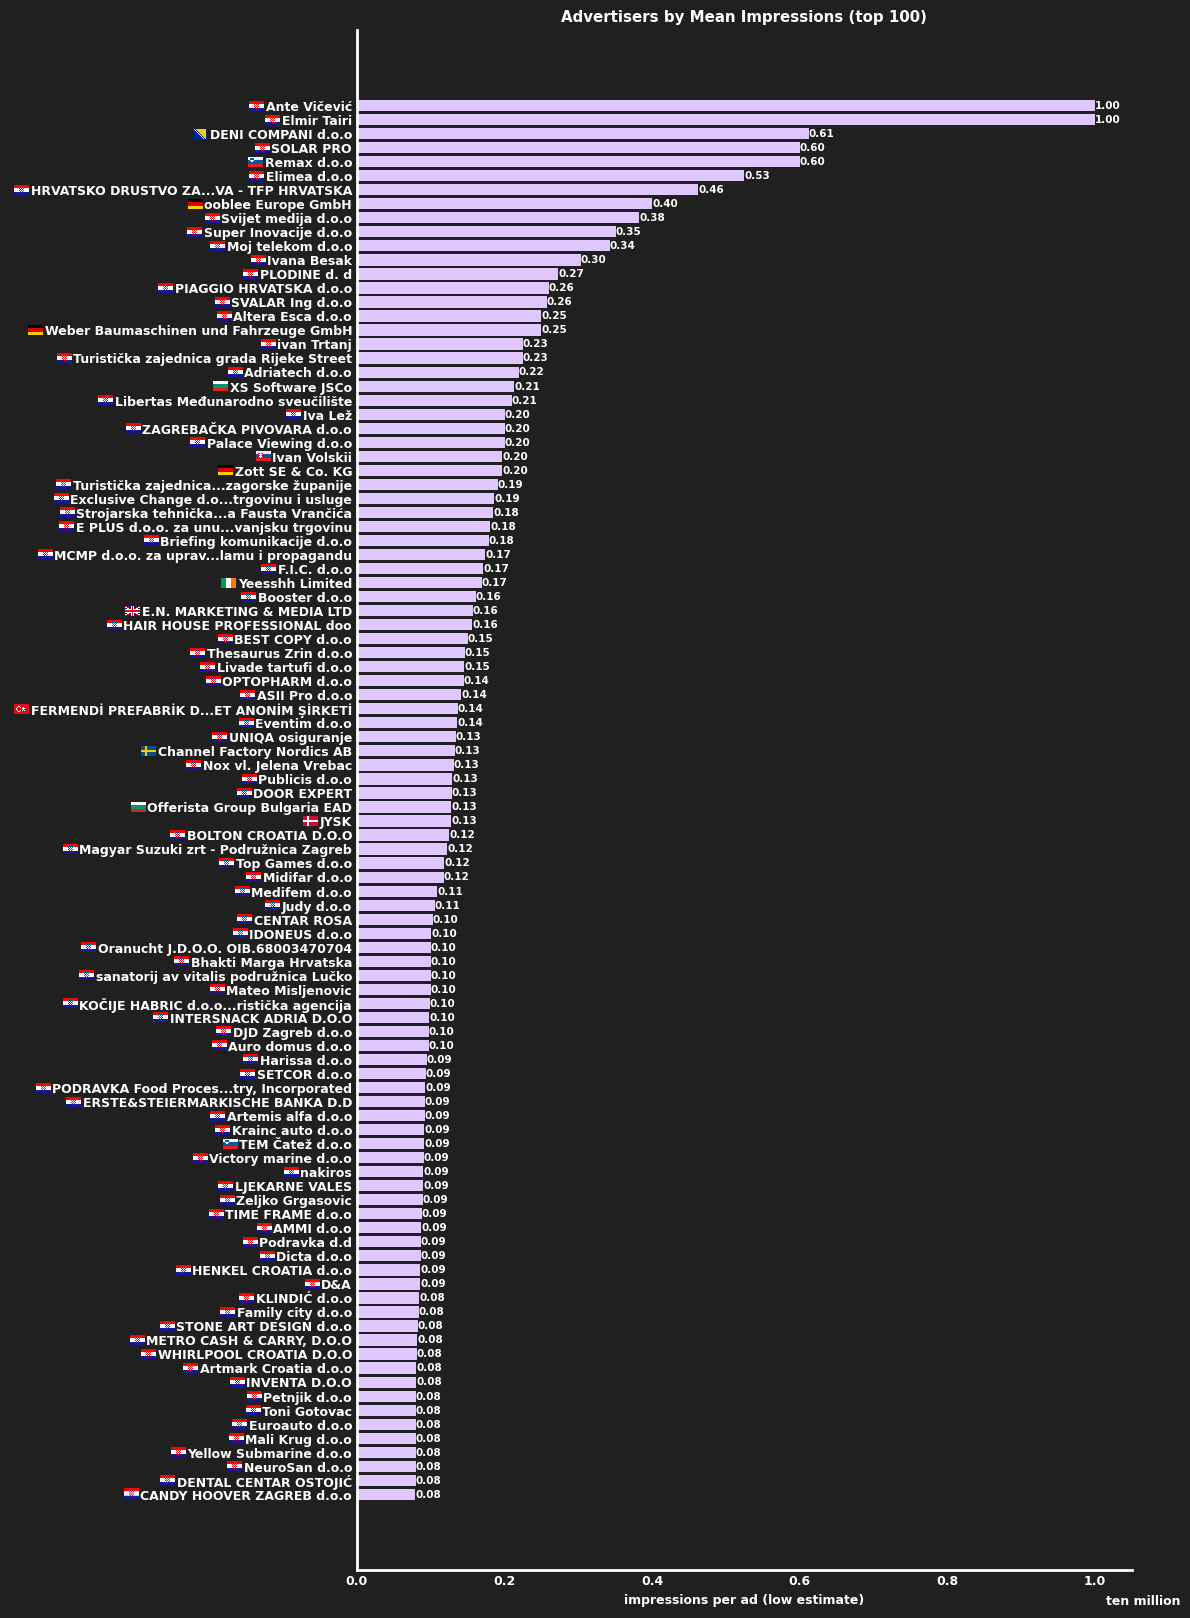 Advertisers by Mean Impressions (top 100)
Ante Vičević 1.00
Elmir Tairi 1.00
DENI COMPANI d.o.o 0.61
SOLAR PRO 0.60
Remax d.o.o 0.60
Elimea d.o.o 0.53
HRVATSKO DRUSTVO ZA...VA - TFP HRVATSKA 0.46
ooblee Europe GmbH 0.40
Svijet medija d.o.o 0.38
Super Inovacije d.o.o 0.35
Moj telekom d.o.o 0.34
Ivana Besak 0.30
PLODINE d. d 0.27
PIAGGIO HRVATSKA d.o.o 0.26
SVALAR Ing d.o.o 0.26
Altera Esca d.o.o 0.25
Weber Baumaschinen und Fahrzeuge GmbH 0.25
ivan Trtanj 0.23
Turistička zajednica grada Rijeke Street 0.23
Adriatech d.o.o 0.22
XS Software JSCo 0.21
Libertas Međunarodno sveučilište 0.21
Iva Lež 0.20
ZAGREBAČKA PIVOVARA d.o.o 0.20
Palace Viewing d.o.o 0.20
Ivan Volskii 0.20
Zott SE & Co. KG 0.20
Turistička zajednica...zagorske županije 0.19
Exclusive Change d.o...trgovinu i usluge 0.19
Strojarska tehnička...a Fausta Vrančića 0.18
E PLUS d.o.o. za unu...vanjsku trgovinu 0.18
Briefing komunikacije d.o.o 0.18
MCMP d.o.o. za uprav...lamu i propagandu 0.17
F.I.C. d.o.o 0.17
Yeesshh Limited 0.17
Booster d.o.o 0.16
E.N. MARKETING & MEDIA LTD 0.16
HAIR HOUSE PROFESSIONAL doo 0.16
BEST COPY d.o.o 0.15
Thesaurus Zrin d.o.o 0.15
Livade tartufi d.o.o 0.15
OPTOPHARM d.o.o 0.14
ASII Pro d.o.o 0.14
FERMENDİ PREFABRİK D...ET ANONİM ŞİRKETİ 0.14
Eventim d.o.o 0.14
UNIQA osiguranje 0.13
Channel Factory Nordics AB 0.13
Nox vl. Jelena Vrebac 0.13
Publicis d.o.o 0.13
DOOR EXPERT 0.13
Offerista Group Bulgaria EAD 0.13
JYSK 0.13
BOLTON CROATIA D.O.O 0.12
Magyar Suzuki zrt - Podružnica Zagreb 0.12
Top Games d.o.o 0.12
Midifar d.o.o 0.12
Medifem d.o.o 0.11
Judy d.o.o 0.11
CENTAR ROSA 0.10
IDONEUS d.o.o 0.10
Oranucht J.D.O.O. OIB.68003470704 0.10
Bhakti Marga Hrvatska 0.10
sanatorij av vitalis podružnica Lučko 0.10
Mateo Misljenovic 0.10
KOČIJE HABRIC d.o.o...ristička agencija 0.10
INTERSNACK ADRIA D.O.O 0.10
DJD Zagreb d.o.o 0.10
Auro domus d.o.o 0.10
Harissa d.o.o 0.09
SETCOR d.o.o 0.09
PODRAVKA Food Proces...try, Incorporated 0.09
ERSTE&STEIERMARKISCHE BANKA D.D 0.09
Artemis alfa d.o.o 0.09
Krainc auto d.o.o 0.09
TEM Čatež d.o.o 0.09
Victory marine d.o.o 0.09
nakiros 0.09
LJEKARNE VALES 0.09
Zeljko Grgasovic 0.09
TIME FRAME d.o.o 0.09
AMMI d.o.o 0.09
Podravka d.d 0.09
Dicta d.o.o 0.09
HENKEL CROATIA d.o.o 0.09
D&A 0.09
KLINDIĆ d.o.o 0.08
Family city d.o.o 0.08
STONE ART DESIGN d.o.o 0.08
METRO CASH & CARRY, D.O.O 0.08
WHIRLPOOL CROATIA D.O.O 0.08
Artmark Croatia d.o.o 0.08
INVENTA D.O.O 0.08
Petnjik d.o.o 0.08
Toni Gotovac 0.08
Euroauto d.o.o 0.08
Mali Krug d.o.o 0.08
Yellow Submarine d.o.o 0.08
NeuroSan d.o.o 0.08
DENTAL CENTAR OSTOJIĆ 0.08
CANDY HOOVER ZAGREB d.o.o 0.08
0.0 0.2 0.4 0.6 0.8 1.0
impressions per ad (low estimate)
ten million